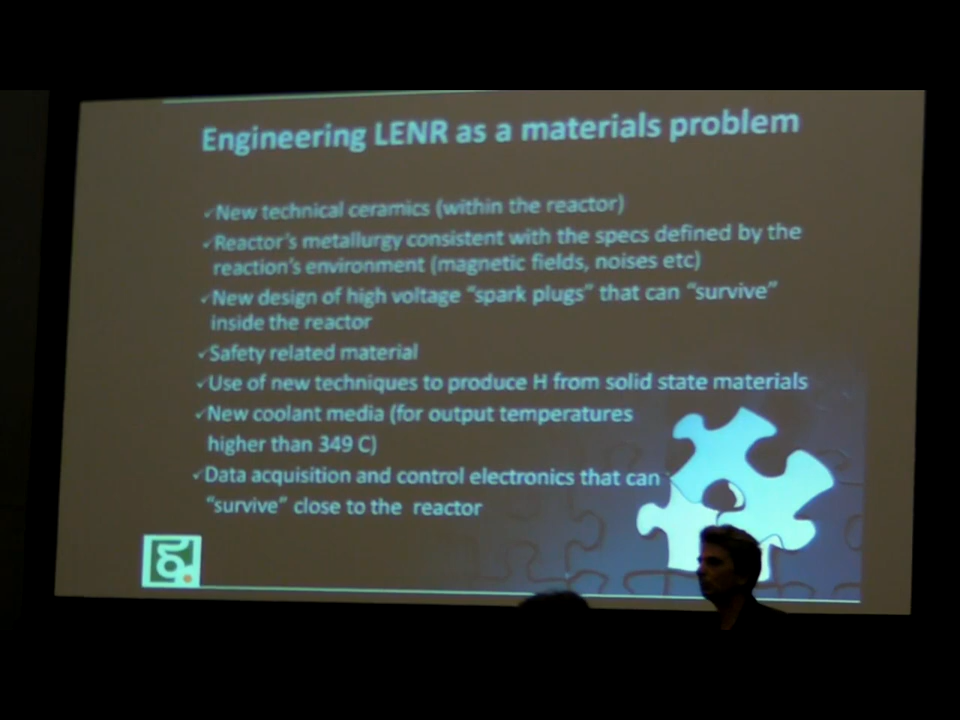 Engineering LENR as a materials problem
✓New technical ceramics (within the reactor)
✓Reactor's metallurgy consistent with the specs defined by the
reaction's environment (magnetic fields, noises etc)
✓New design of high voltage “spark plugs” that can “survive”
inside the reactor
✓Safety related material
✓Use of new techniques to produce H from solid state materials
✓New coolant media (for output temperatures
higher than 349 C)
✓Data acquisition and control electronics that can
“survive” close to the reactor